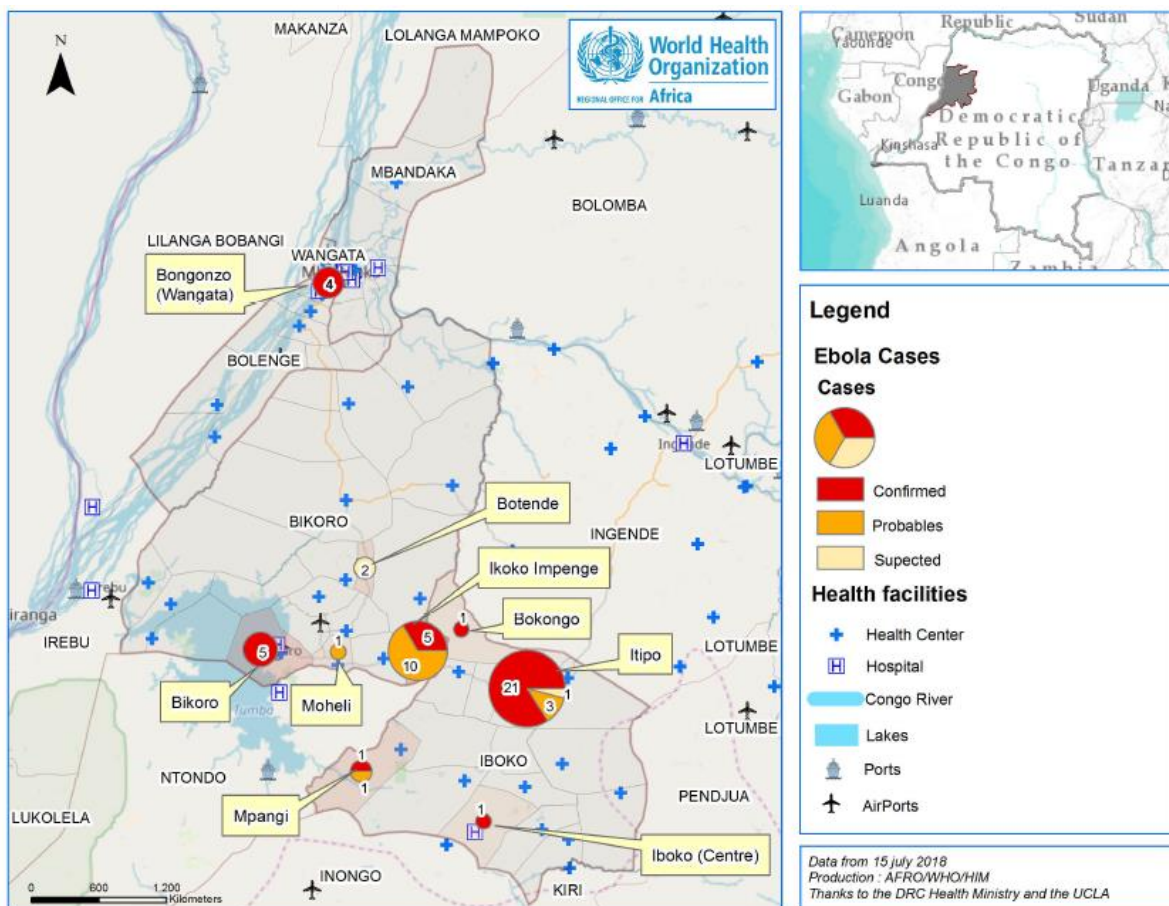 N
MAKANZA
LOLANGA MAMPOKO
World Health
Organization
REGIONAL OFFICE FOR Africa
MBANDAKA
BOLOMBA
LILANGA BOBANGI
WANGATA
Bongonzo
(Wangata)
4
BOLENGE
LOTUMBE
Botende
BIKORO
INGENDE
2
Ikoko Impenge
Bokongo
1
IREBU
5
10
5
1
Itipo
LOTUMBE
21
1
3
Bikoro
Moheli
Tumba
LOTUMBE
1
1
IBOKO
NTONDO
PENDJUA
LUKOLELA
Mpangi
1
Iboko (Centre)
INONGO
KIRI
0 600 1.200
Kilometers
Republic
Sudan
Cameroon
Yaounde
Congo
Gabon
Uganda
Democratic
Republic of
the Congo
Kinshasa
Luanda
Angola
Legend
Ebola Cases
Cases
Confirmed
Probables
Supected
Health facilities
Health Center
H Hospital
Congo River
Lakes
Ports
AirPorts
Data from 15 july 2018
Production : AFRO/WHO/HIM
Thanks to the DRC Health Ministry and the UCLA